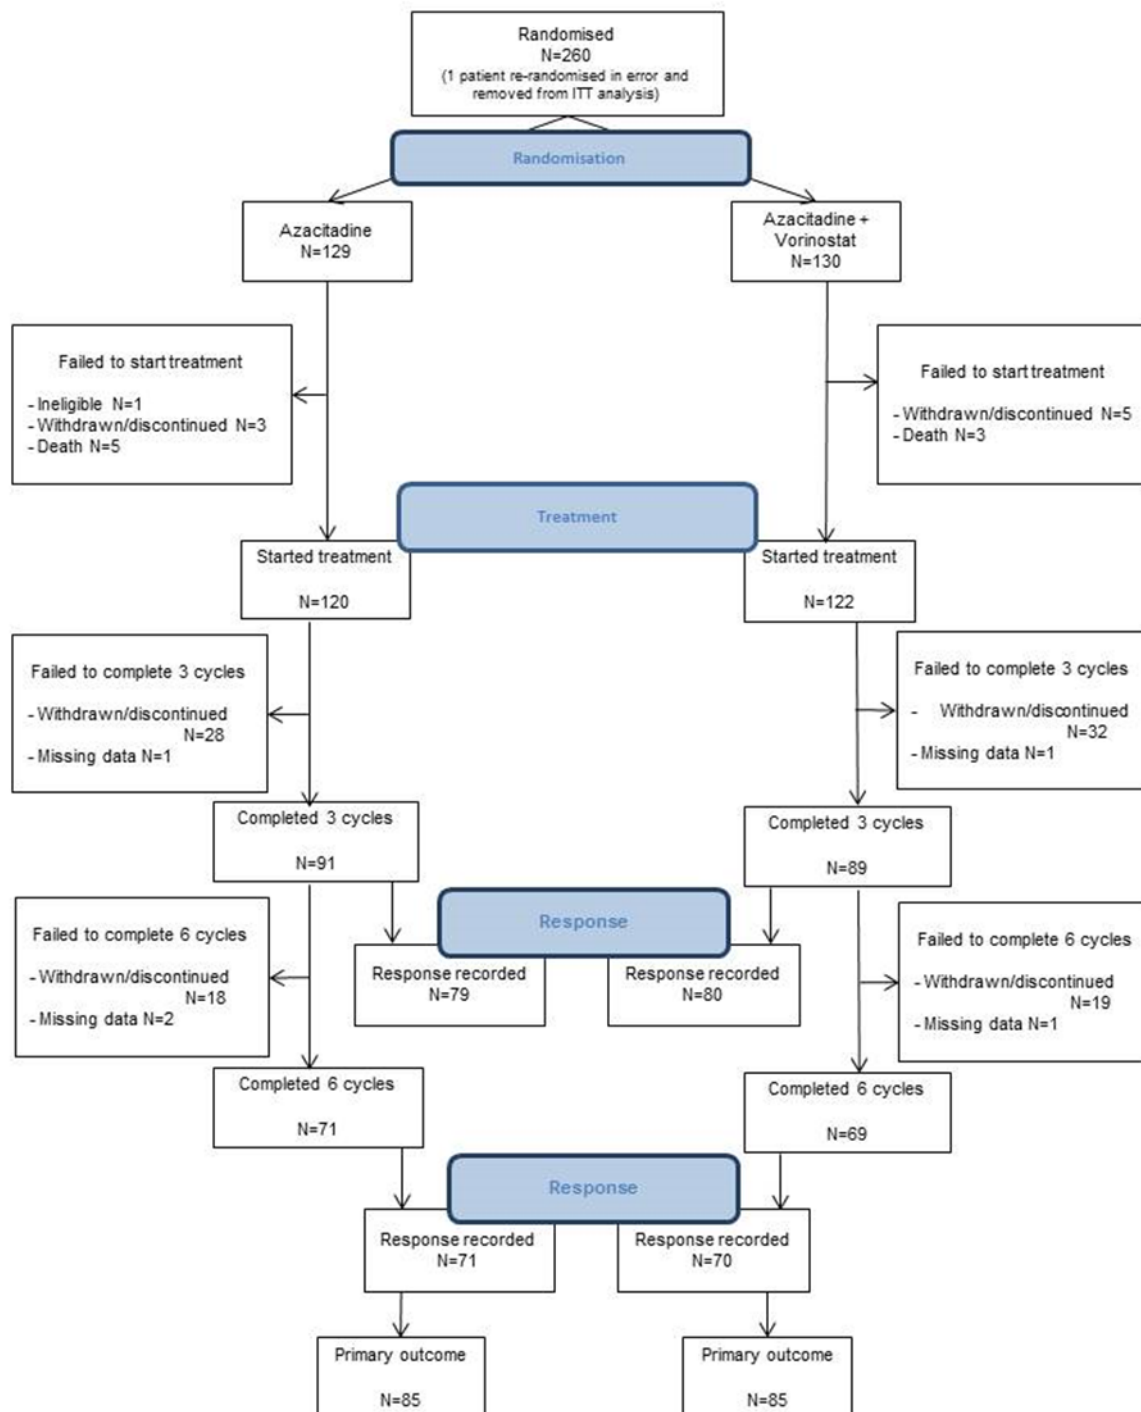 Randomised
N=260
(1 patient re-randomised in error and
removed from ITT analysis)
Randomisation
Azacitadine
N=129
Azacitadine +
Vorinostat
N=130
Failed to start treatment
- Ineligible N=1
- Withdrawn/discontinued N=3
- Death N=5
Failed to start treatment
- Withdrawn/discontinued N=5
- Death N=3
Treatment
Started treatment
N=120
Started treatment
N=122
Failed to complete 3 cycles
- Withdrawn/discontinued
N=28
- Missing data N=1
Failed to complete 3 cycles
- Withdrawn/discontinued
N=32
- Missing data N=1
Completed 3 cycles
N=91
Completed 3 cycles
N=89
Response
Response recorded
N=79
Response recorded
N=80
Failed to complete 6 cycles
- Withdrawn/discontinued
N=18
- Missing data N=2
Failed to complete 6 cycles
- Withdrawn/discontinued
N=19
- Missing data N=1
Completed 6 cycles
N=71
Completed 6 cycles
N=69
Response
Response recorded
N=71
Response recorded
N=70
Primary outcome
N=85
Primary outcome
N=85